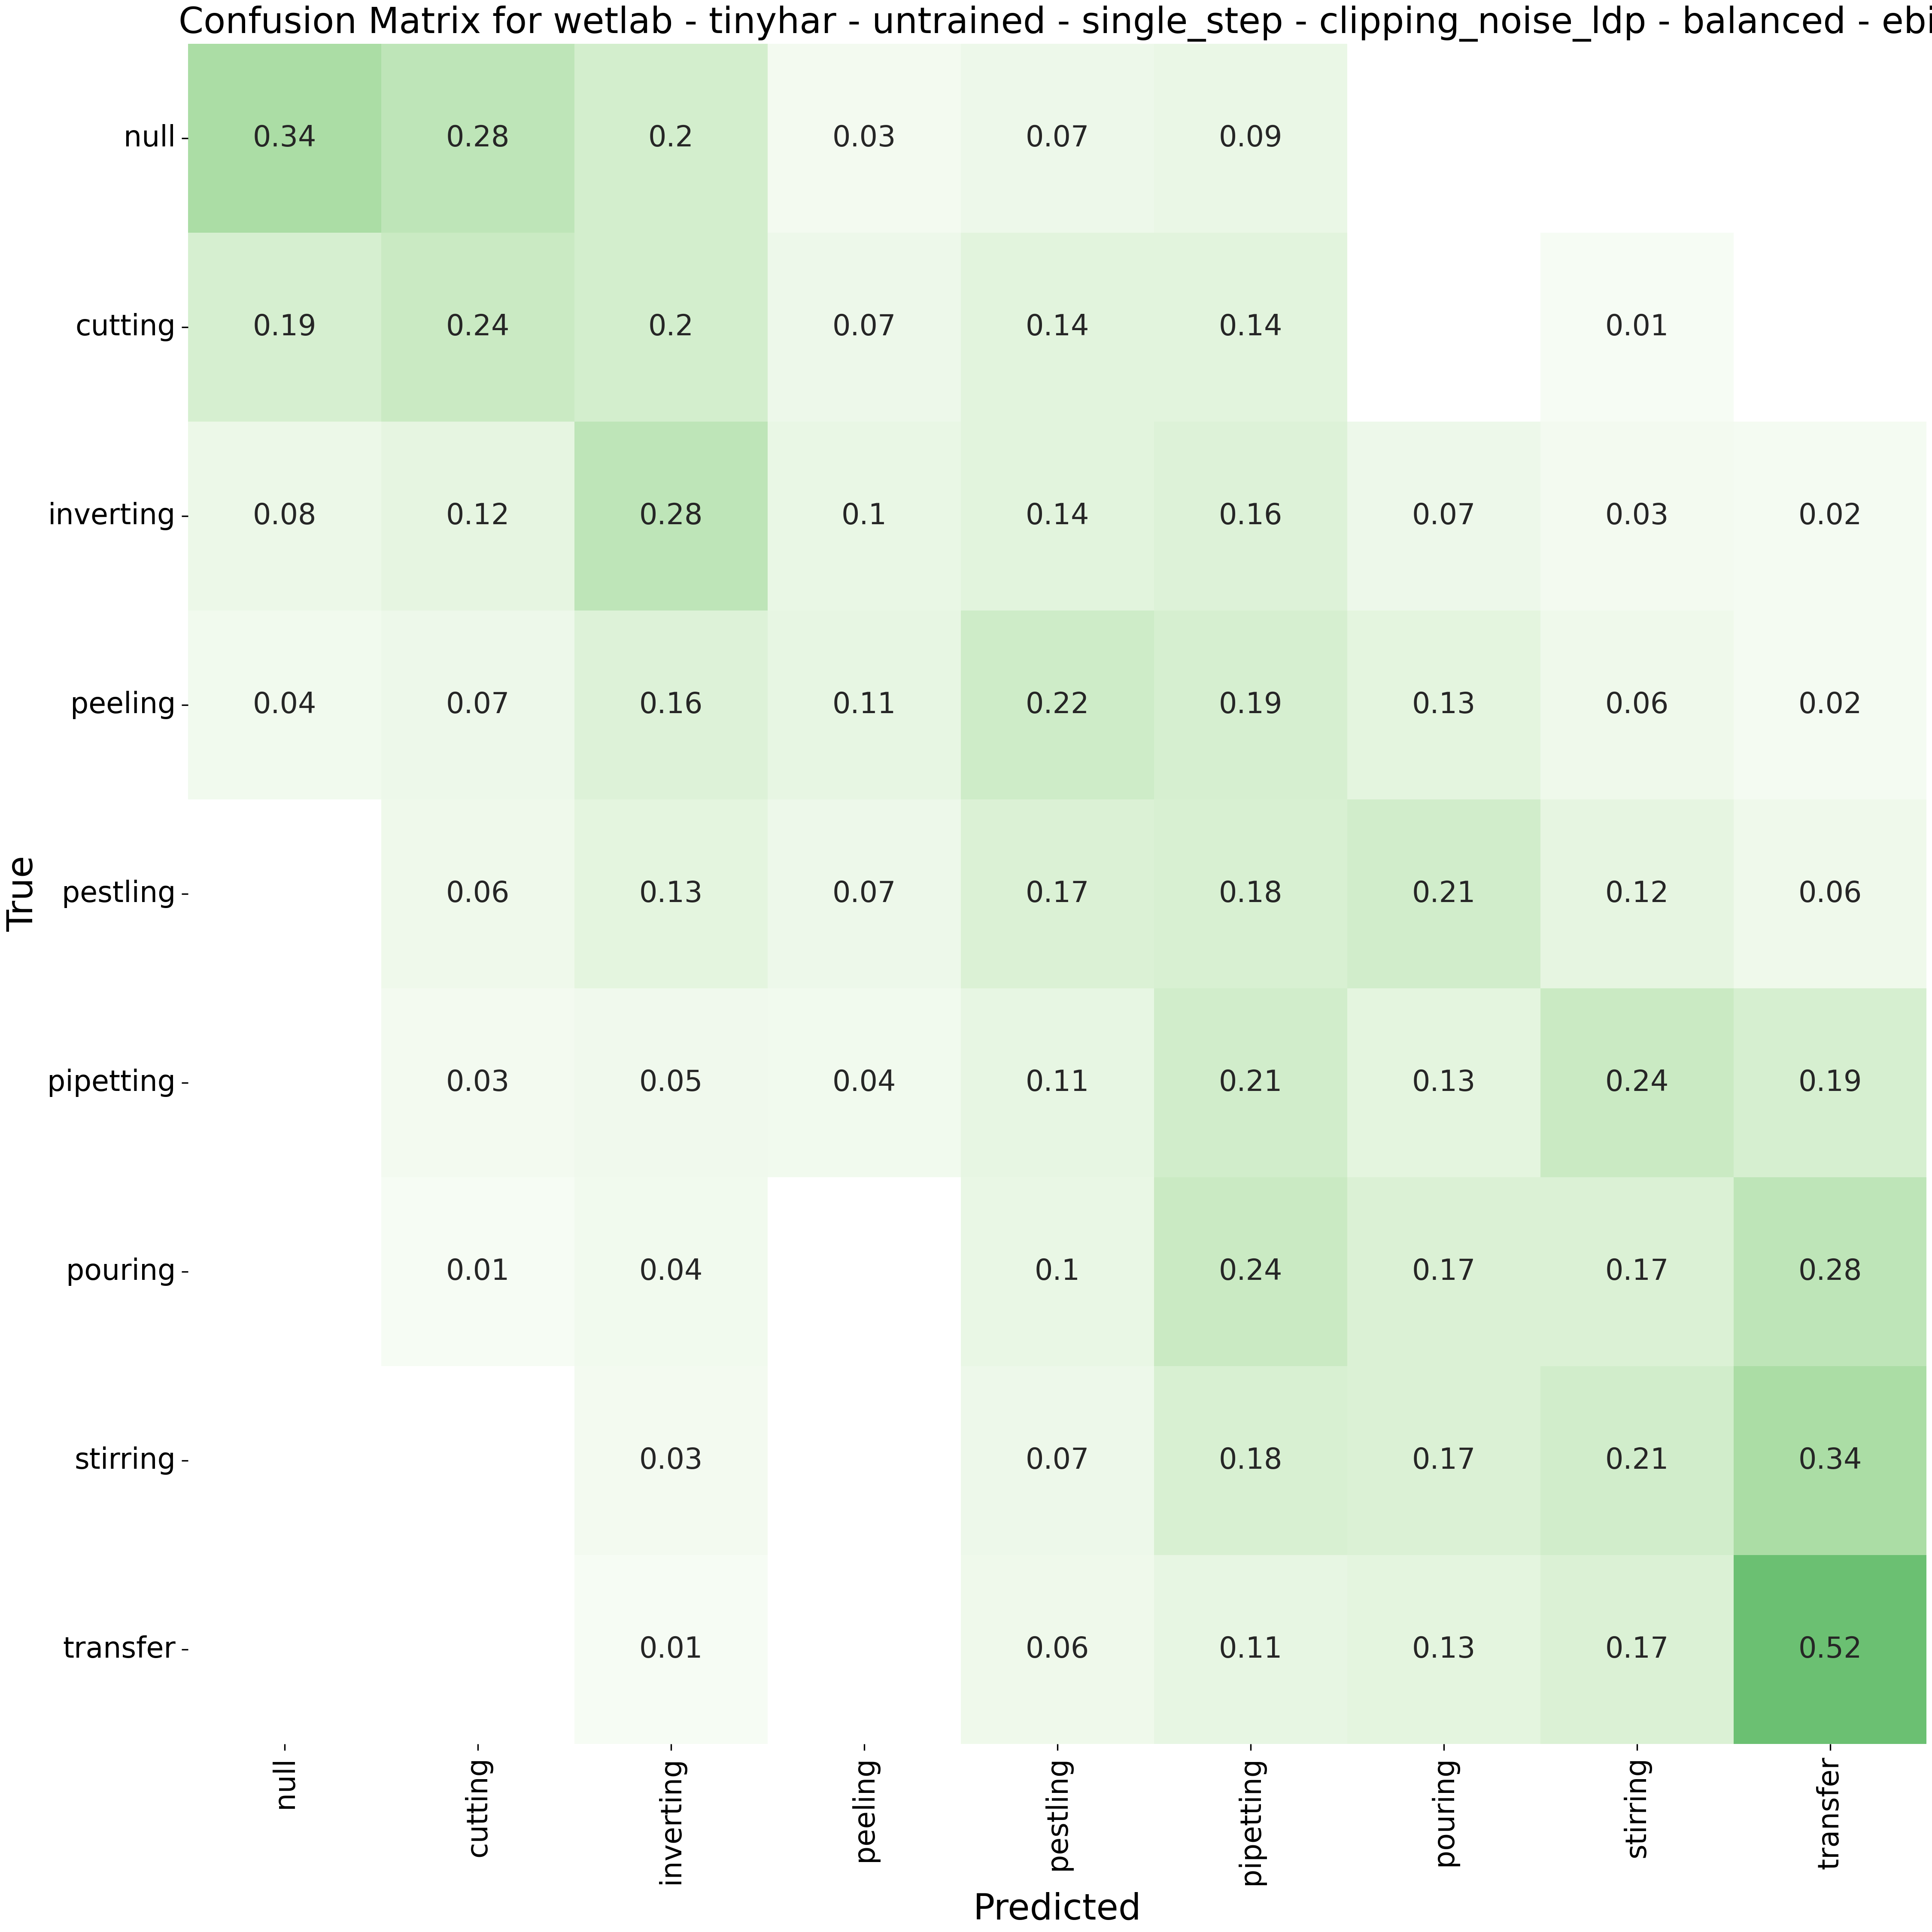 Confusion Matrix for wetlab - tinyhar - untrained - single_step - clipping_noise_ldp - balanced - ebi
null 0.34 0.28 0.2 0.03 0.07 0.09
cutting 0.19 0.24 0.2 0.07 0.14 0.14 0.01
inverting 0.08 0.12 0.28 0.1 0.14 0.16 0.07 0.03 0.02
peeling 0.04 0.07 0.16 0.11 0.22 0.19 0.13 0.06 0.02
pestling 0.06 0.13 0.07 0.17 0.18 0.21 0.12 0.06
pipetting 0.03 0.05 0.04 0.11 0.21 0.13 0.24 0.19
pouring 0.01 0.04 0.1 0.24 0.17 0.17 0.28
stirring 0.03 0.07 0.18 0.17 0.21 0.34
transfer 0.01 0.06 0.11 0.13 0.17 0.52
True
null cutting inverting peeling pestling pipetting pouring stirring transfer
Predicted